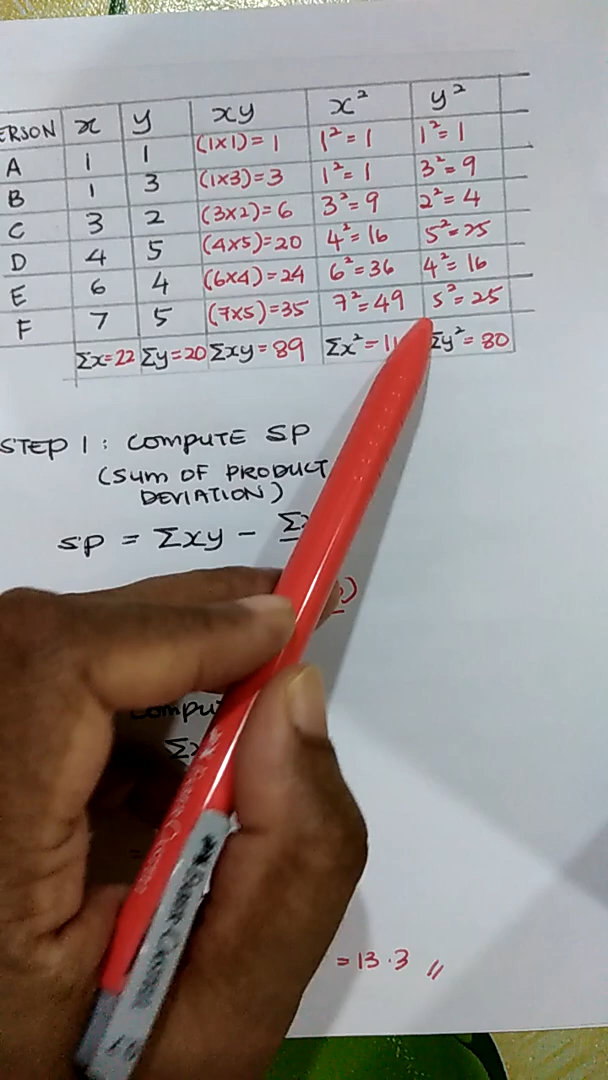 ERSON x y xy x² y²
A 1 1 (1x1)= 1 1²= 1 1²= 1
B 1 3 (1x3)=3 1²= 1 3²= 9
C 3 2 (3x2)=6 3²= 9 2²= 4
D 4 5 (4x5)=20 4²= 16 5²=25
E 6 4 (6x4)=24 6²=36 4²= 16
F 7 5 (7x5)=35 7²=49 5²=25
Σx=22 Σy=20 Σxy = 89 Σx²=11 Σy²= 80
STEP 1 : COMPUTE SP
(SUM OF PRODUCT
DEVIATION)
SP = Σxy - Σ
)
COMPU
Σ
= 13.3 //